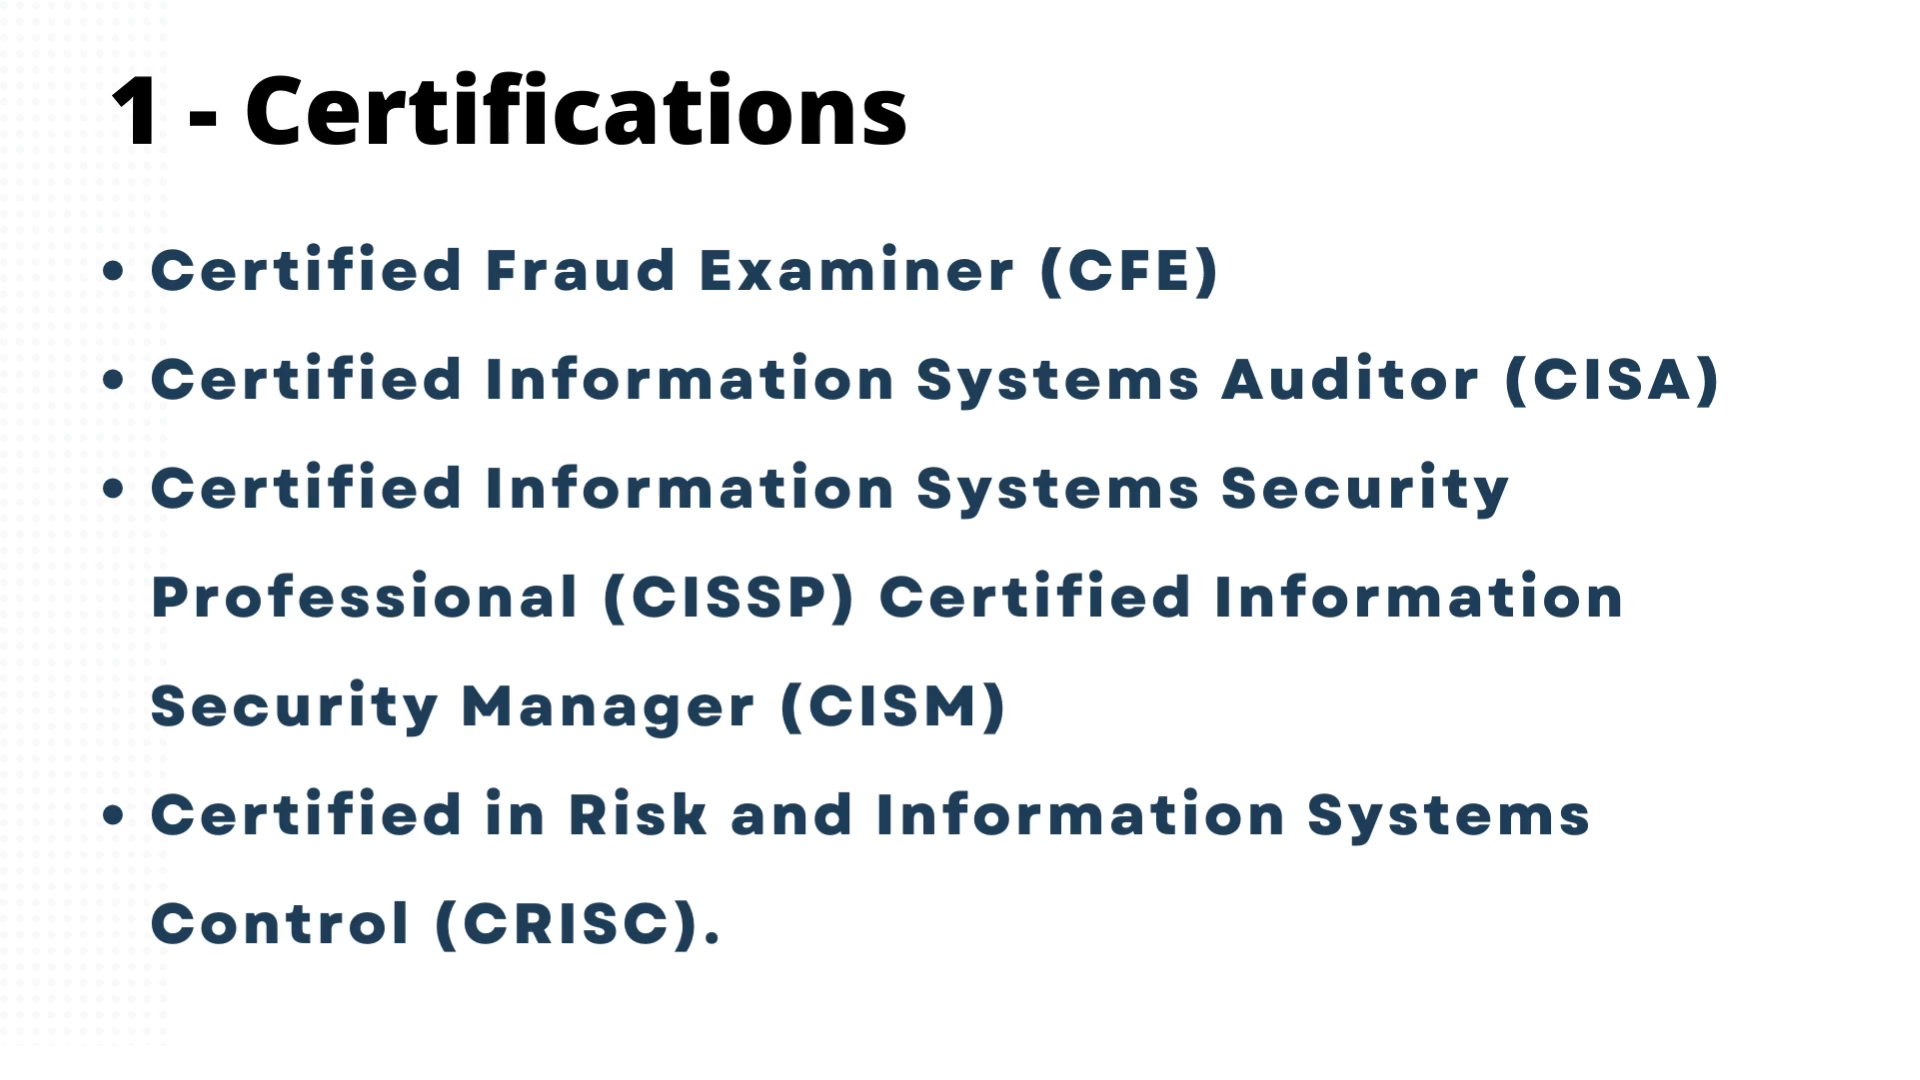 1 - Certifications
• Certified Fraud Examiner (CFE)
• Certified Information Systems Auditor (CISA)
• Certified Information Systems Security
Professional (CISSP) Certified Information
Security Manager (CISM)
• Certified in Risk and Information Systems
Control (CRISC).